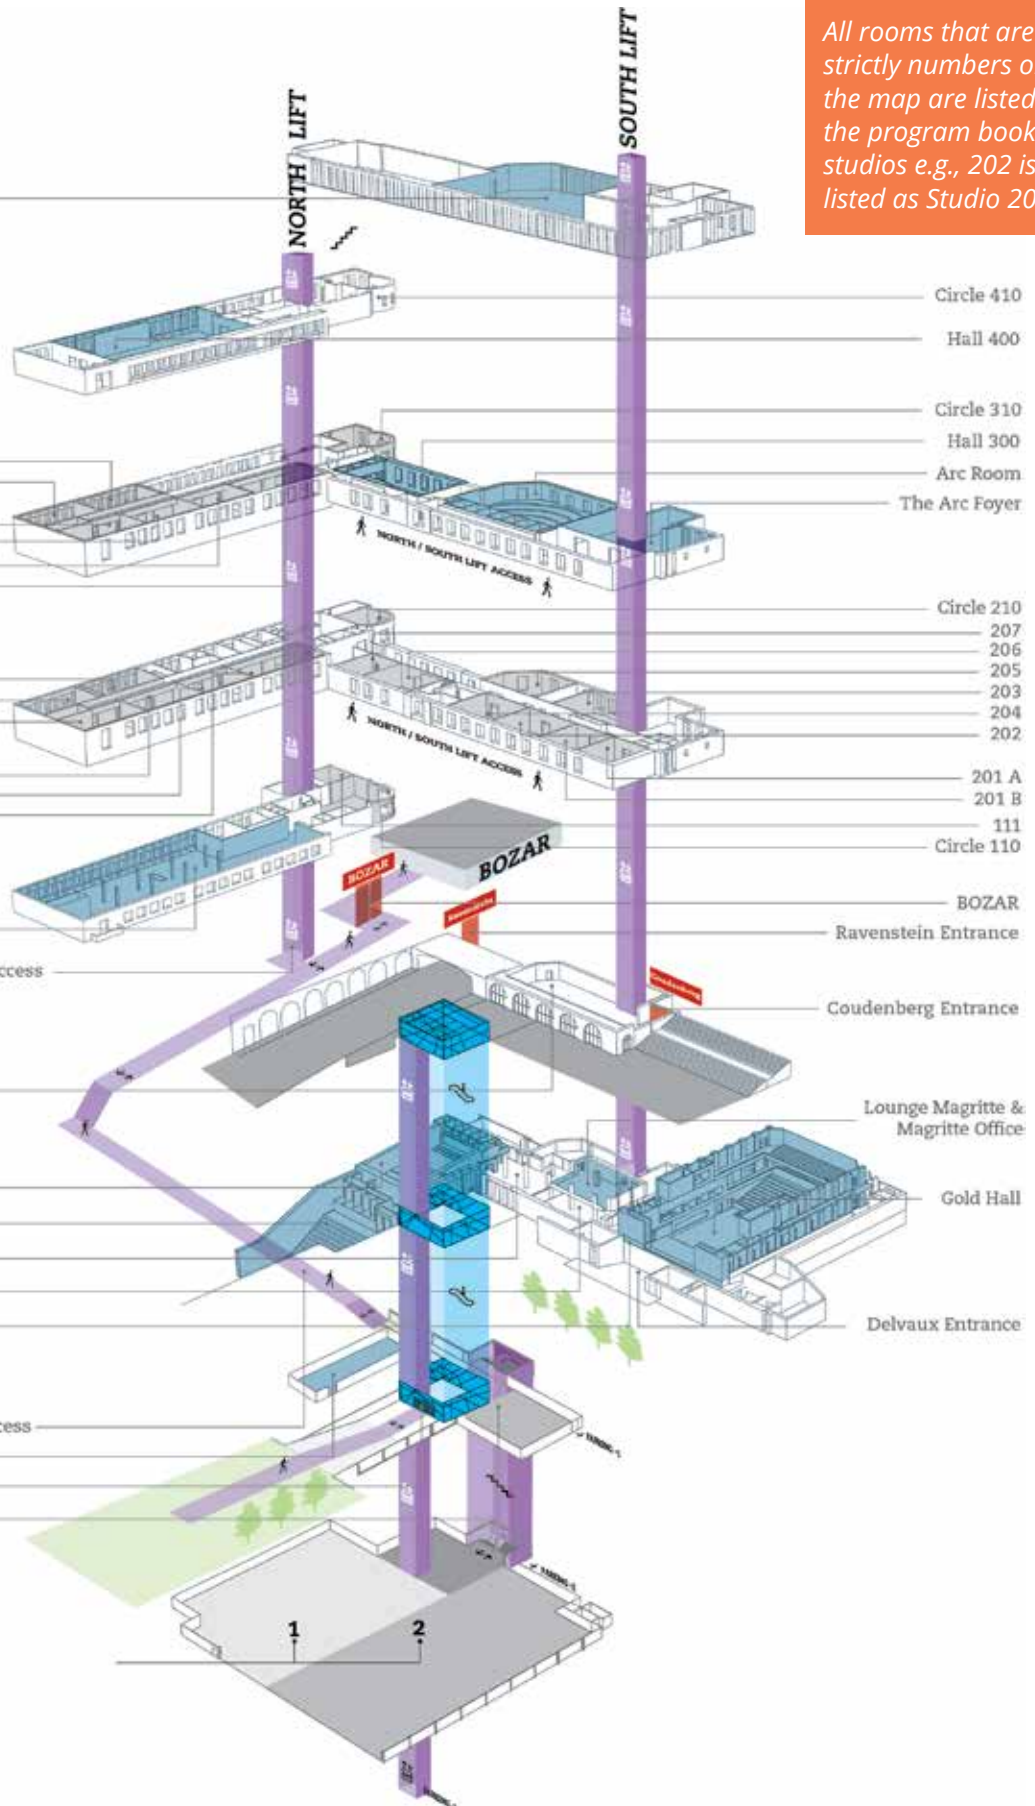 All rooms that are
strictly numbers o
the map are listed
the program book
studios e.g., 202 is
listed as Studio 20
SOUTH LIFT
NORTH LIFT
Circle 410
Hall 400
Circle 310
Hall 300
Arc Room
The Arc Foyer
NORTH / SOUTH LIFT ACCESS
Circle 210
207
206
205
203
204
202
NORTH / SOUTH LIFT ACCESS
201 A
201 B
111
Circle 110
BOZAR
BOZAR
BOZAR
Ravenstein Entrance
ccess
Coudenberg
Coudenberg Entrance
Lounge Magritte &
Magritte Office
Gold Hall
Delvaux Entrance
cess
1
2